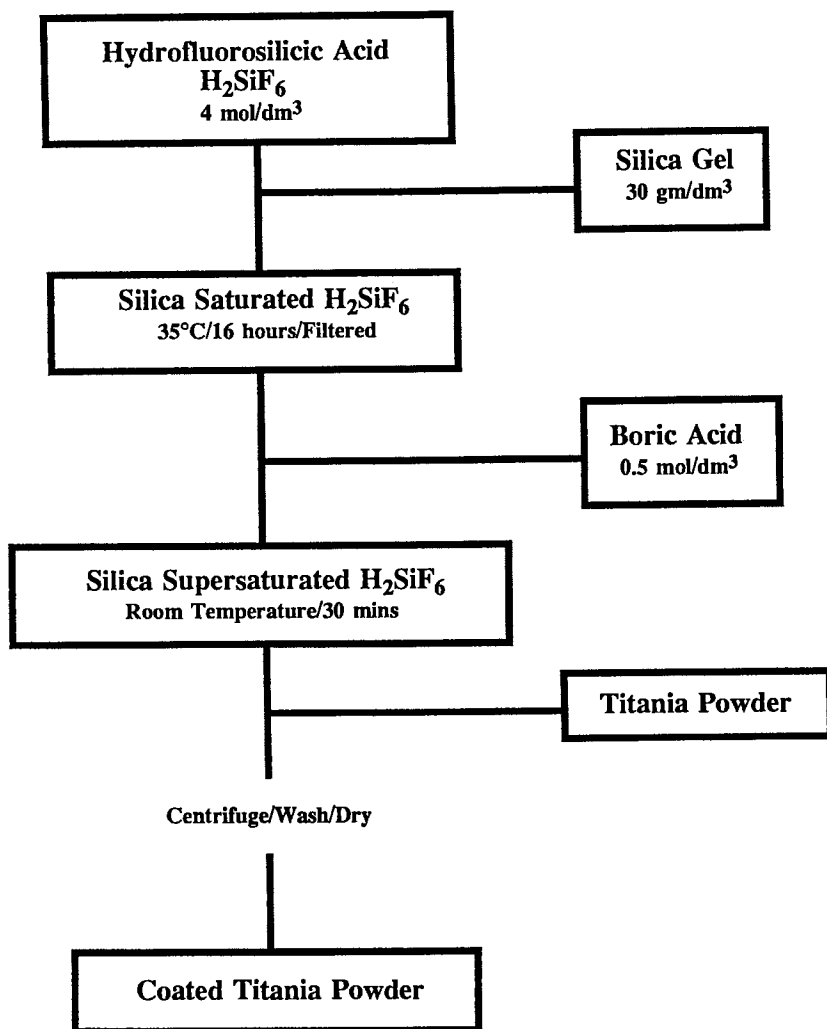 Hydrofluorosilicic Acid
H₂SiF₆
4 mol/dm³
Silica Gel
30 gm/dm³
Silica Saturated H₂SiF₆
35°C/16 hours/Filtered
Boric Acid
0.5 mol/dm³
Silica Supersaturated H₂SiF₆
Room Temperature/30 mins
Titania Powder
Centrifuge/Wash/Dry
Coated Titania Powder